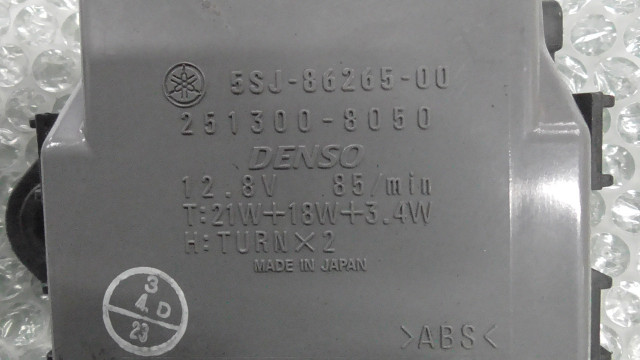 5SJ-86265-00
251300-8050
DENSO
12.8V 85/min
T:21W+18W+3.4W
H:TURN×2
MADE IN JAPAN
3
4.D
23
>ABS<